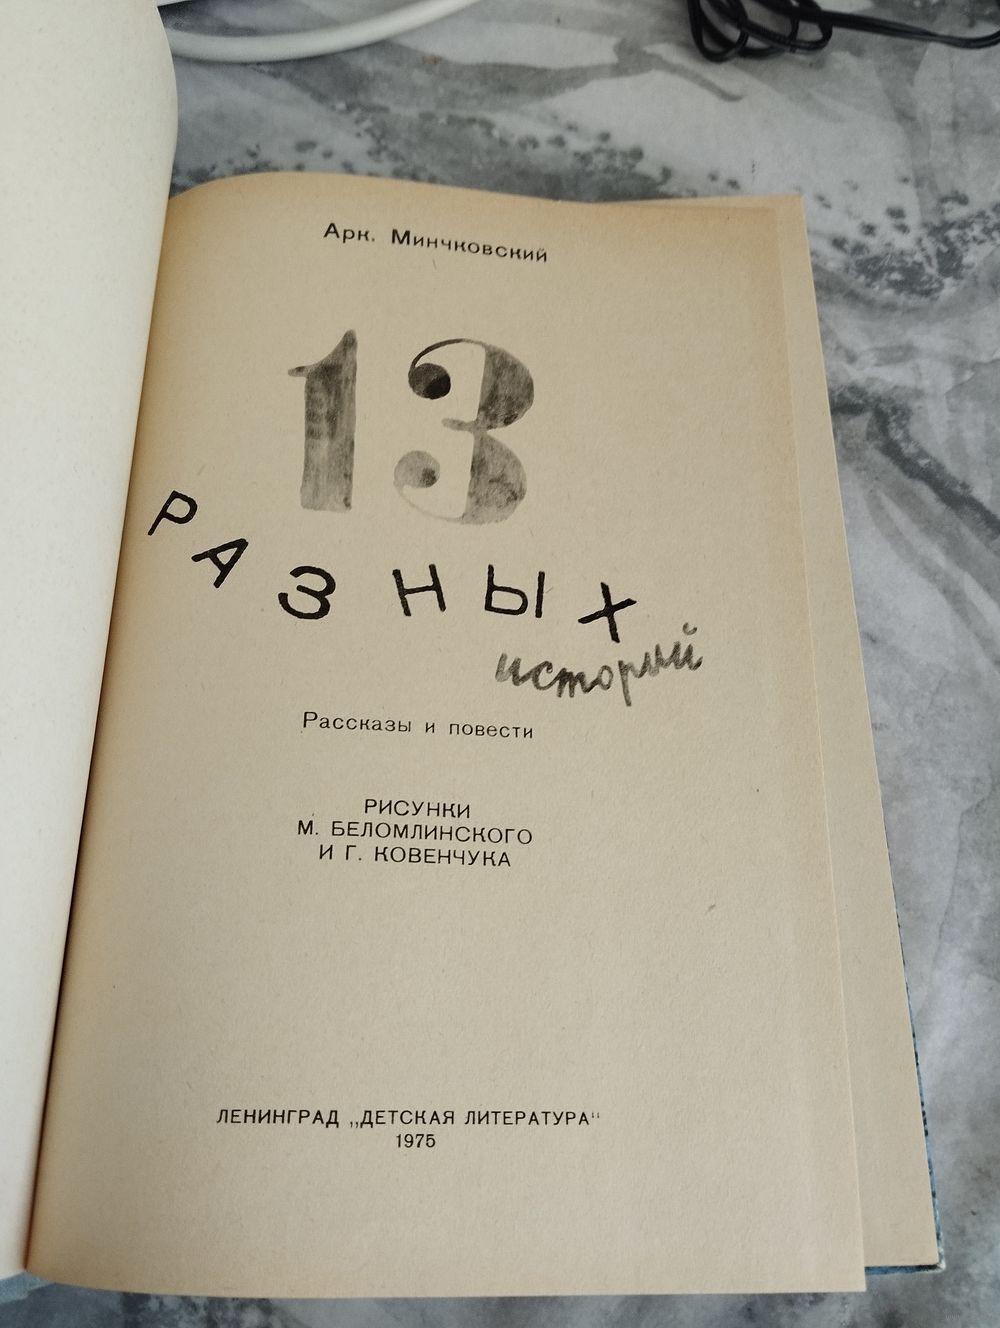 Арк. Минчковский
13
РАЗНЫХ
историй
Рассказы и повести
РИСУНКИ
М. БЕЛОМЛИНСКОГО
И Г. КОВЕНЧУКА
ЛЕНИНГРАД „ДЕТСКАЯ ЛИТЕРАТУРА“
1975